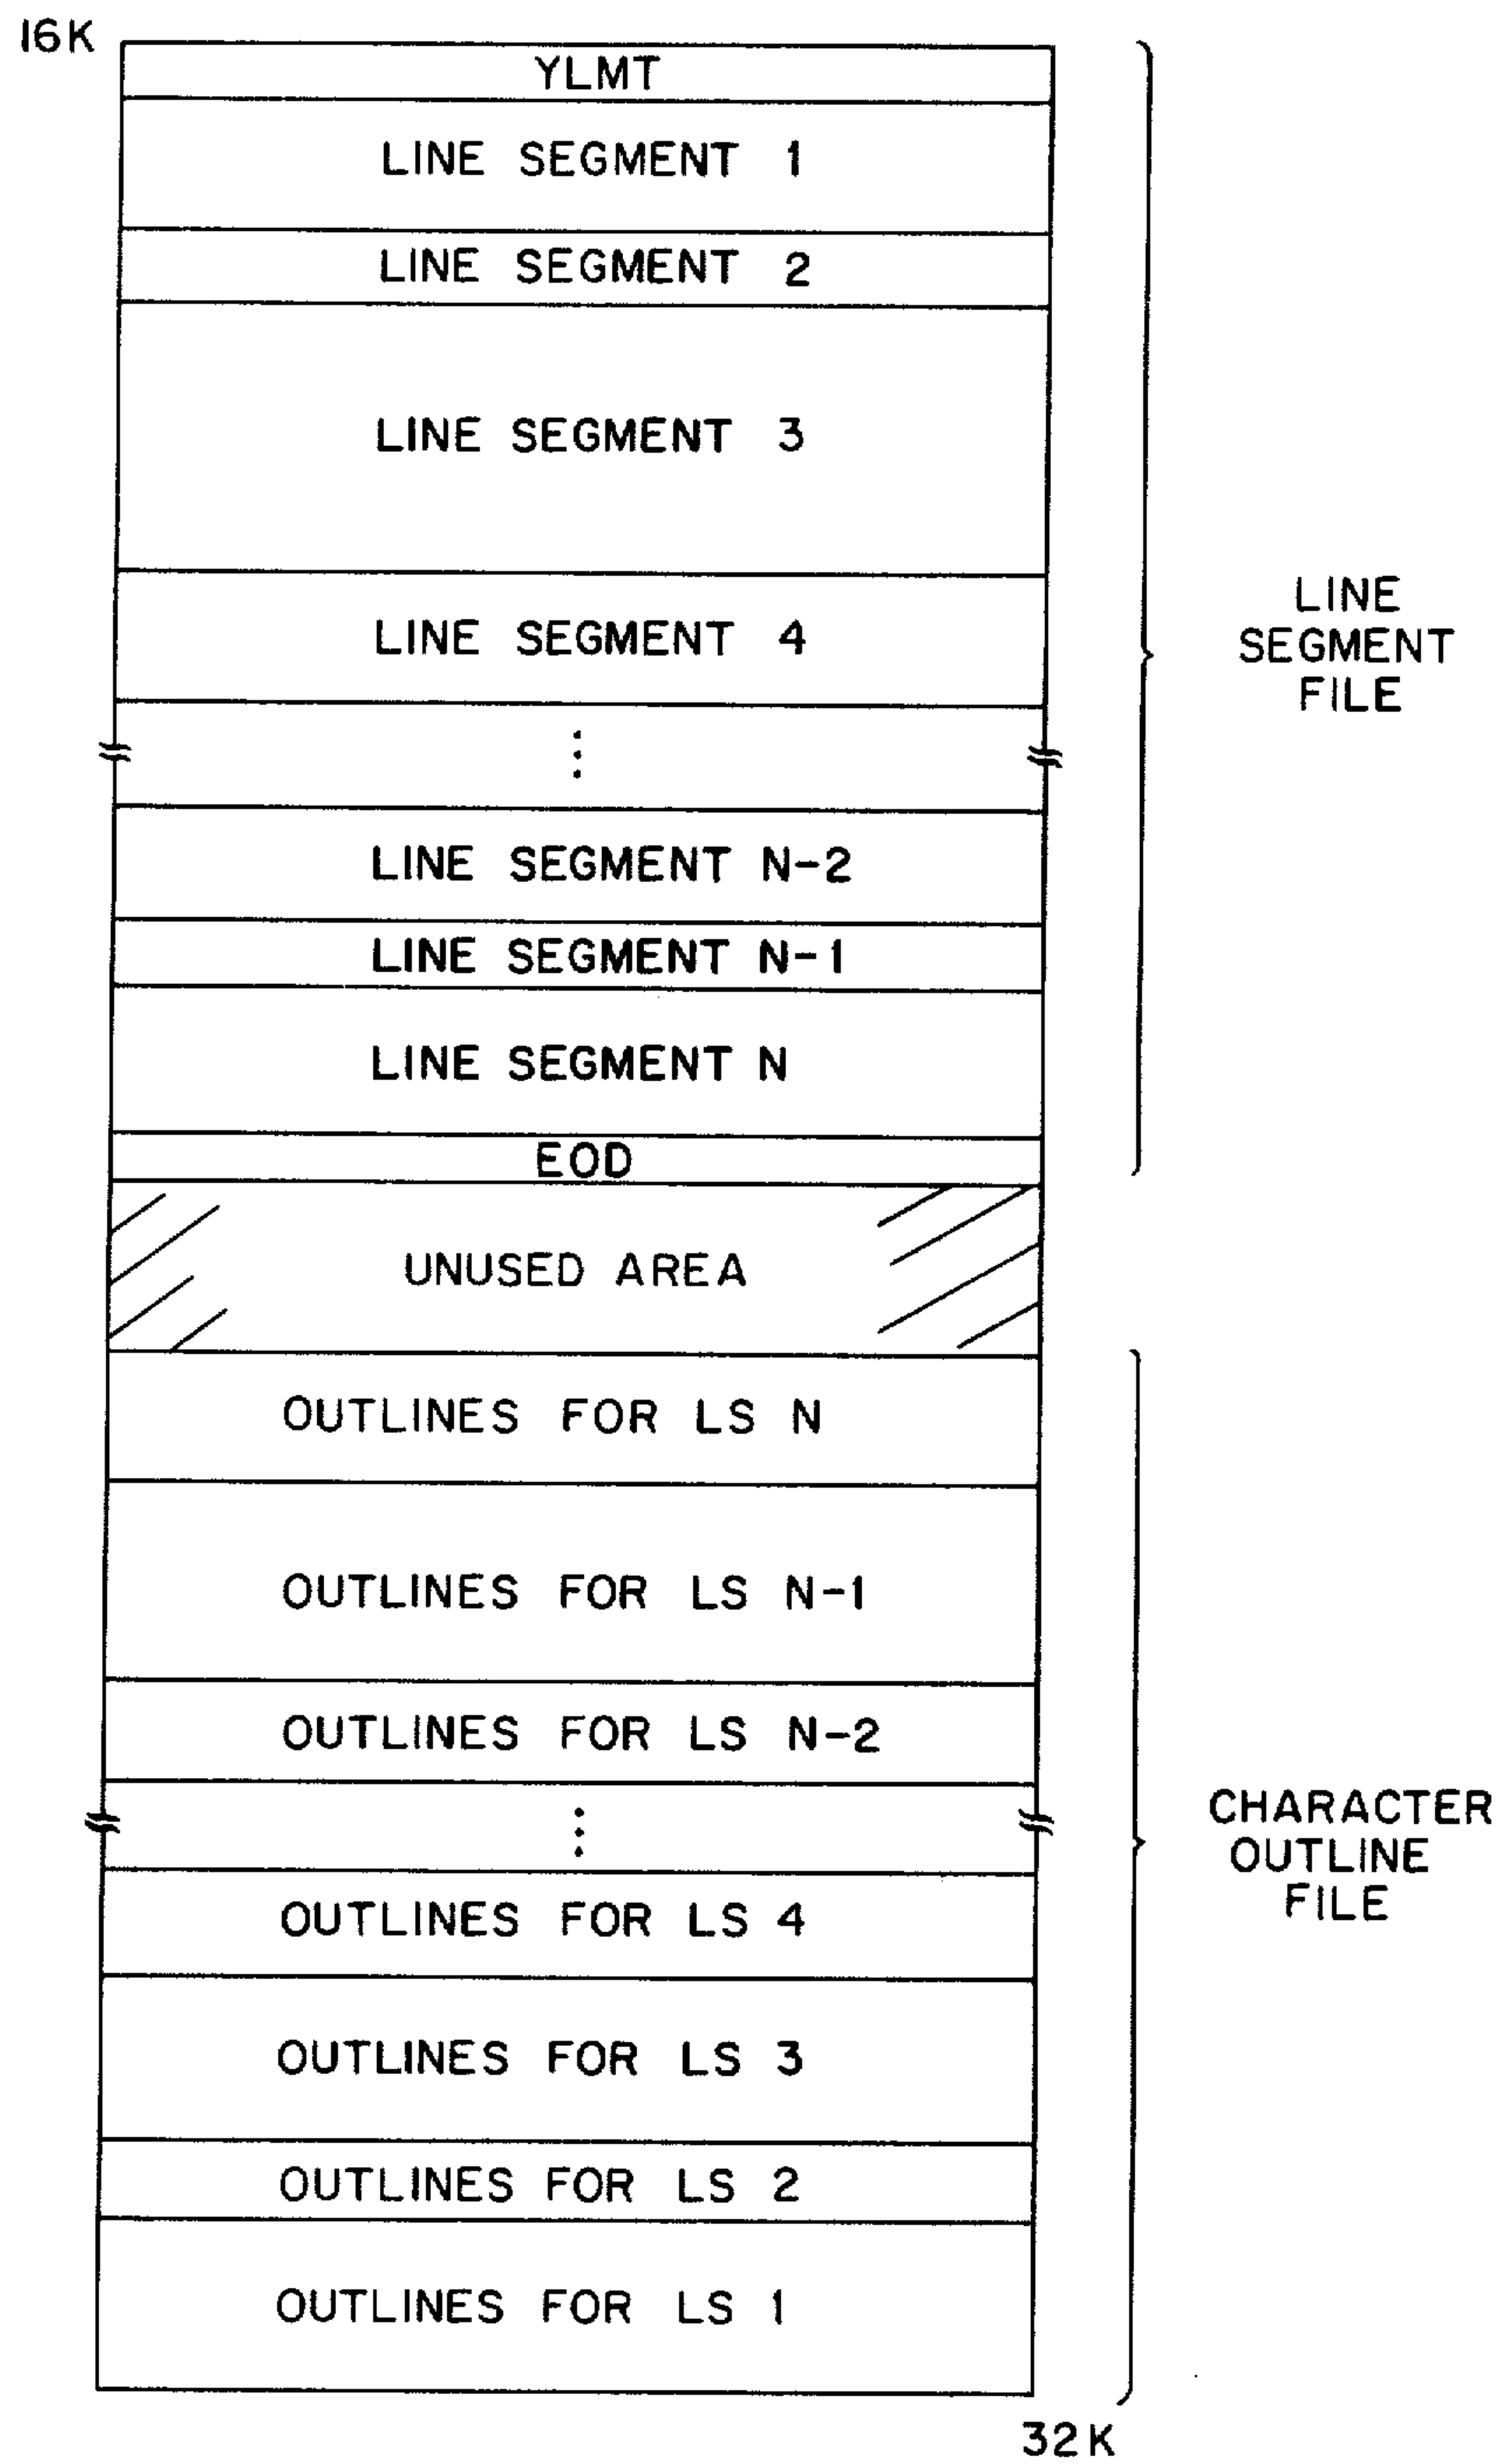 16K
YLMT
LINE SEGMENT 1
LINE SEGMENT 2
LINE SEGMENT 3
LINE SEGMENT 4
LINE SEGMENT N-2
LINE SEGMENT N-1
LINE SEGMENT N
EOD
LINE
SEGMENT
FILE
UNUSED AREA
OUTLINES FOR LS N
OUTLINES FOR LS N-1
OUTLINES FOR LS N-2
OUTLINES FOR LS 4
OUTLINES FOR LS 3
OUTLINES FOR LS 2
OUTLINES FOR LS 1
CHARACTER
OUTLINE
FILE
32K